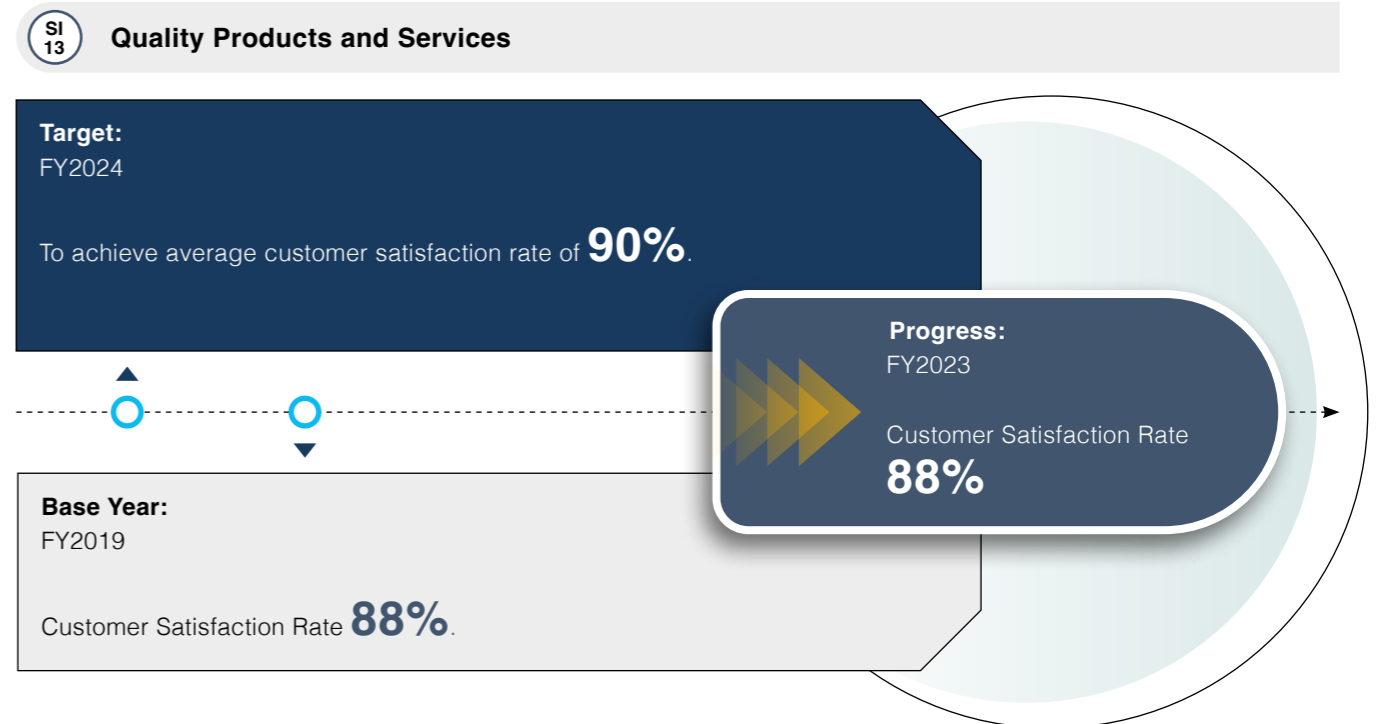 SI
13
Quality Products and Services
Target:
FY2024
To achieve average customer satisfaction rate of 90%.
Progress:
FY2023
Customer Satisfaction Rate
88%
Base Year:
FY2019
Customer Satisfaction Rate 88%.